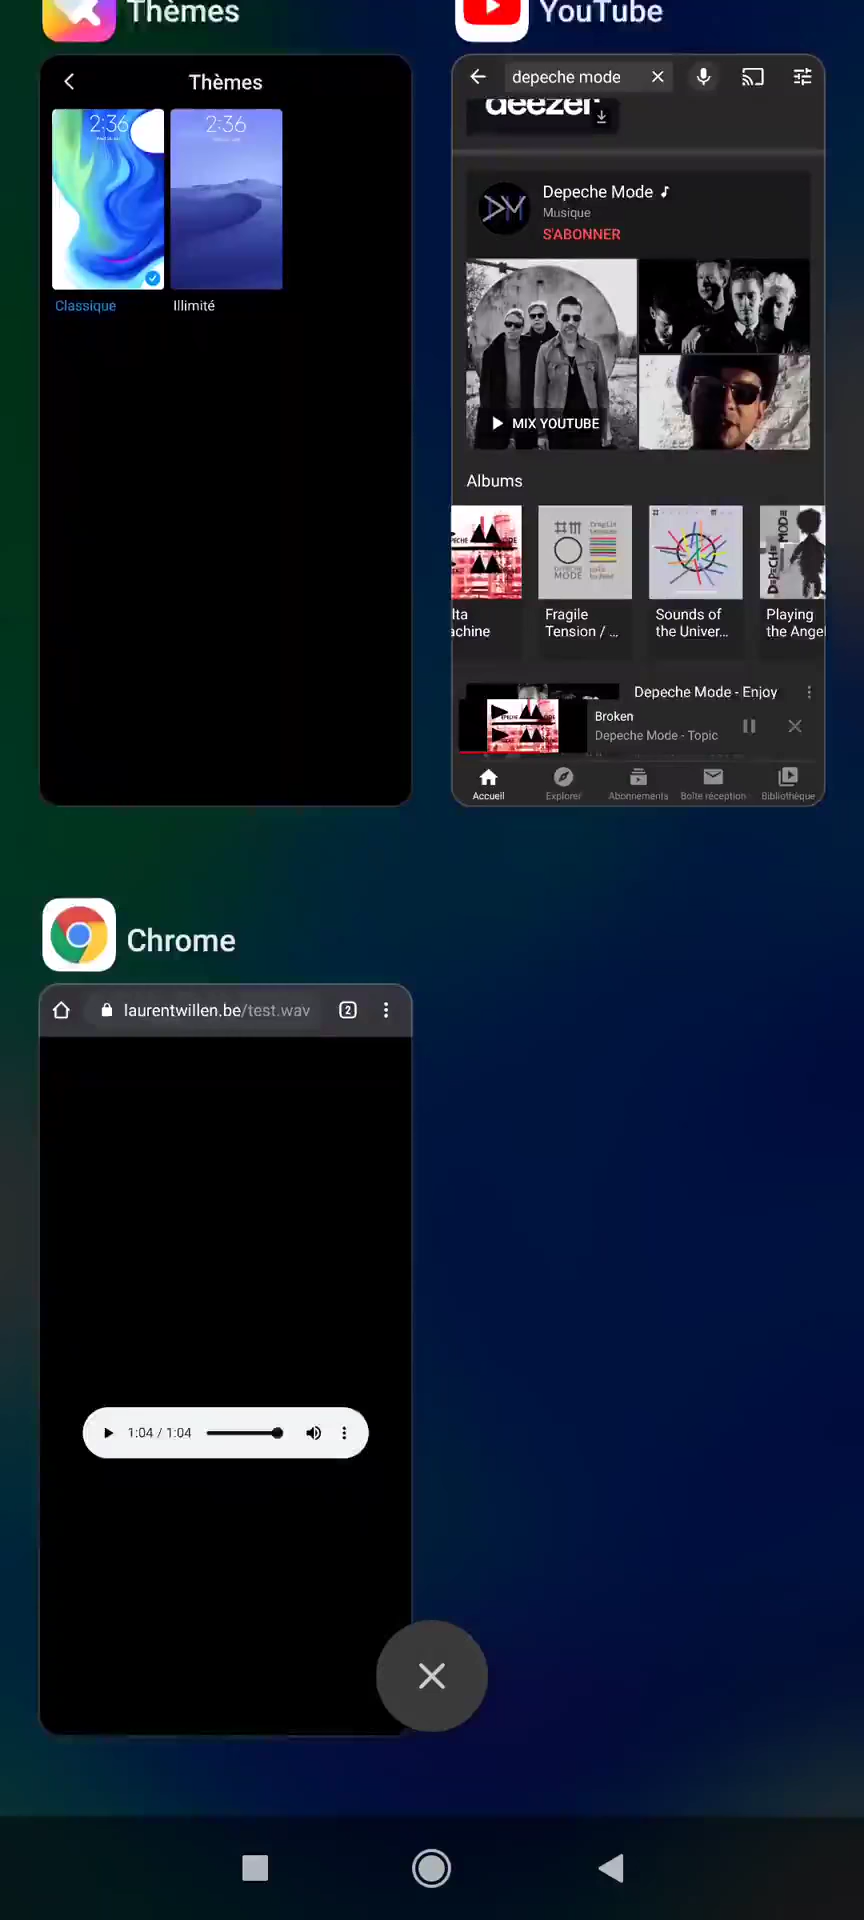 Thèmes
YouTube
Thèmes
2:36
2:36
Classique
Illimité
depeche mode
deezer
Depeche Mode
Musique
S'ABONNER
MIX YOUTUBE
Albums
DEPECHE MODE
lta
achine
Fragile
Tension / ...
Sounds of
the Univer...
Playing
the Angel
Depeche Mode - Enjoy
Broken
Depeche Mode - Topic
Accueil
Explorer
Abonnements
Boîte réception
Bibliothèque
Chrome
laurentwillen.be/test.wav
2
1:04 / 1:04